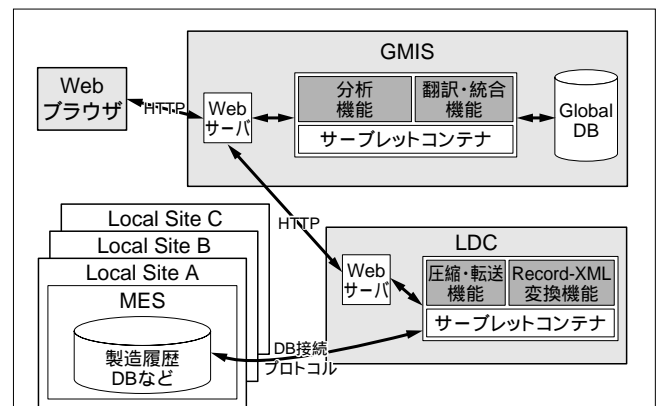 GMIS
Web
ブラウザ
HTTP
Web
サーバ
分析
機能
翻訳・統合
機能
サーブレットコンテナ
Global
DB
HTTP
Local Site C
Local Site B
Local Site A
MES
製造履歴
DBなど
DB接続
プロトコル
LDC
Web
サーバ
圧縮・転送
機能
Record-XML
変換機能
サーブレットコンテナ